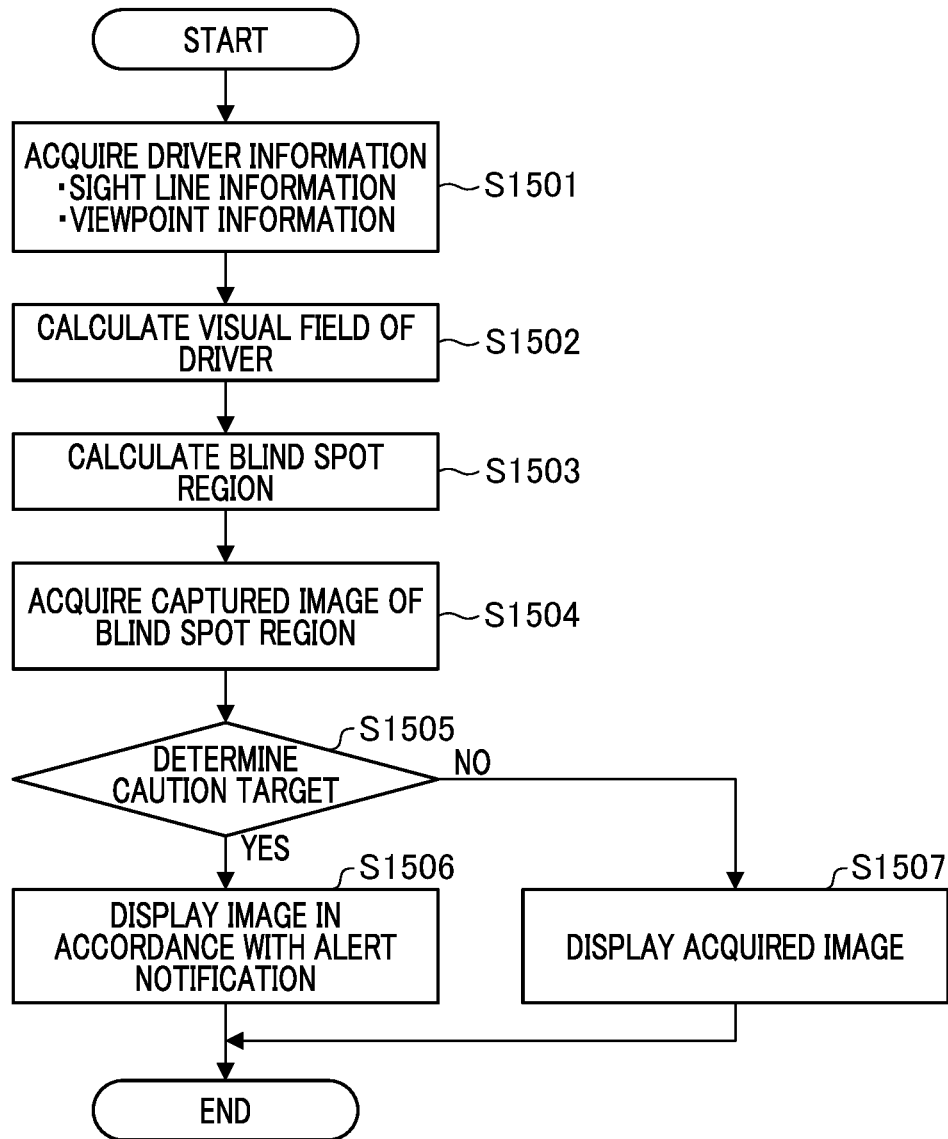 START
ACQUIRE DRIVER INFORMATION
・SIGHT LINE INFORMATION
・VIEWPOINT INFORMATION
S1501
CALCULATE VISUAL FIELD OF
DRIVER
S1502
CALCULATE BLIND SPOT
REGION
S1503
ACQUIRE CAPTURED IMAGE OF
BLIND SPOT REGION
S1504
S1505
DETERMINE
CAUTION TARGET
NO
YES
S1506
DISPLAY IMAGE IN
ACCORDANCE WITH ALERT
NOTIFICATION
S1507
DISPLAY ACQUIRED IMAGE
END